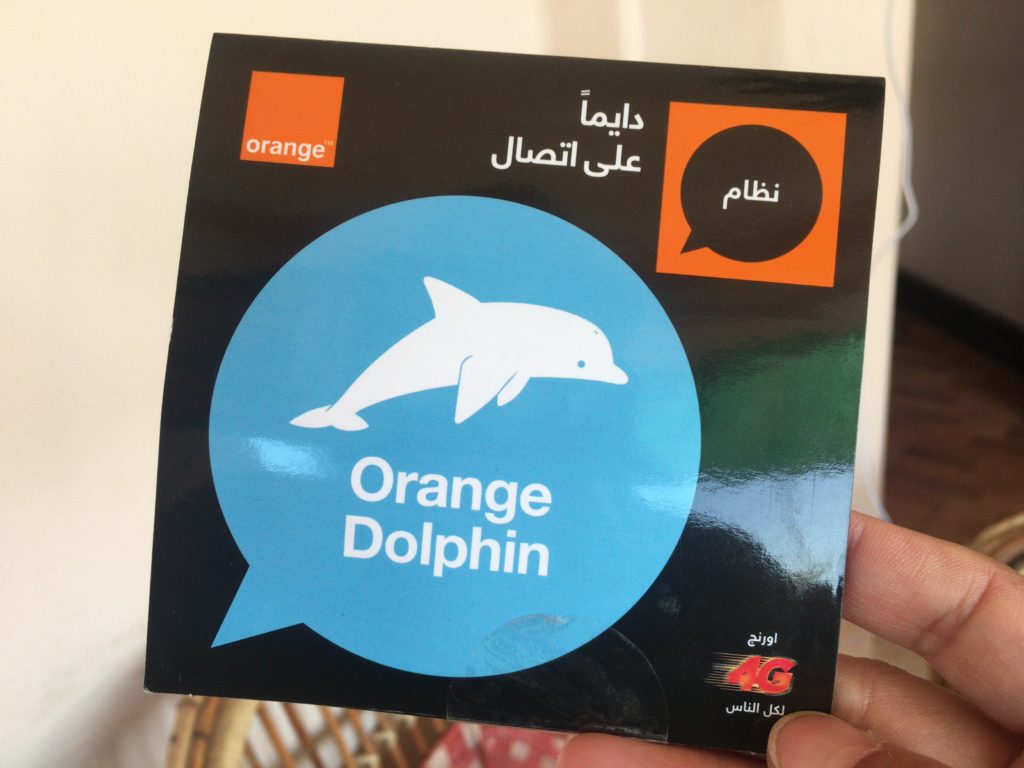 orange™
دايماً
على اتصال
نظام
Orange
Dolphin
اورنج
4G
لكل الناس